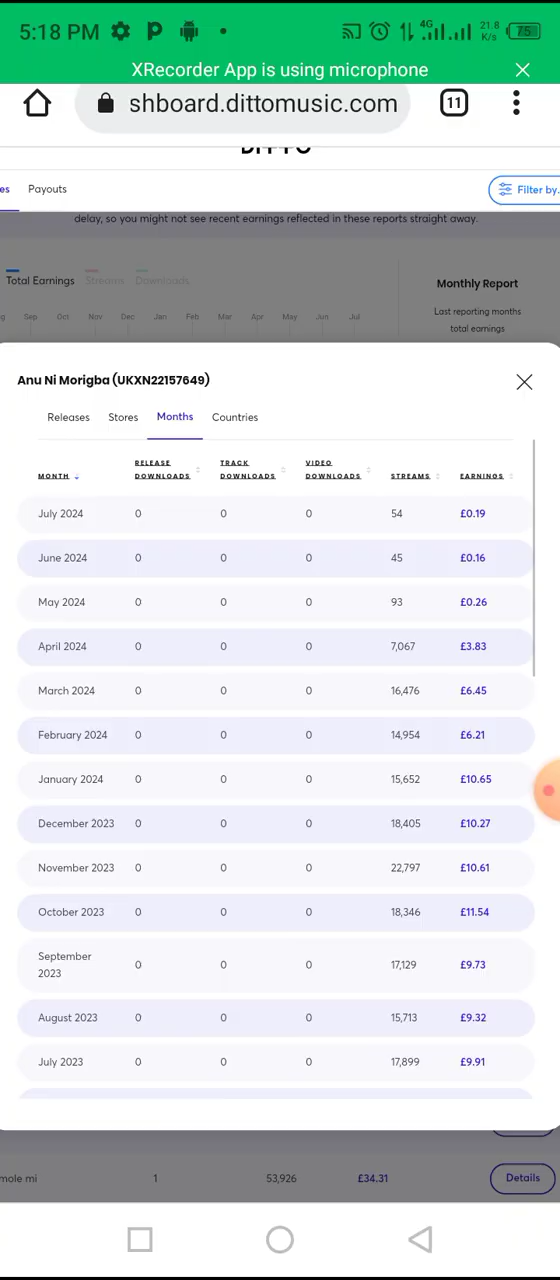 5:18 PM 4G 21.8 K/s 75
XRecorder App is using microphone
shboard.dittomusic.com 11
es Payouts Filter by.
delay, so you might not see recent earnings reflected in these reports straight away.
Total Earnings Streams Downloads
Monthly Report
Sep Oct Nov Dec Jan Feb Mar Apr May Jun Jul
Last reporting months
total earnings
Anu Ni Morigba (UKXN22157649)
Releases Stores Months Countries
MONTH RELEASE DOWNLOADS TRACK DOWNLOADS VIDEO DOWNLOADS STREAMS EARNINGS
July 2024 0 0 0 54 £0.19
June 2024 0 0 0 45 £0.16
May 2024 0 0 0 93 £0.26
April 2024 0 0 0 7,067 £3.83
March 2024 0 0 0 16,476 £6.45
February 2024 0 0 0 14,954 £6.21
January 2024 0 0 0 15,652 £10.65
December 2023 0 0 0 18,405 £10.27
November 2023 0 0 0 22,797 £10.61
October 2023 0 0 0 18,346 £11.54
September 2023 0 0 0 17,129 £9.73
August 2023 0 0 0 15,713 £9.32
July 2023 0 0 0 17,899 £9.91
mole mi 1 53,926 £34.31 Details